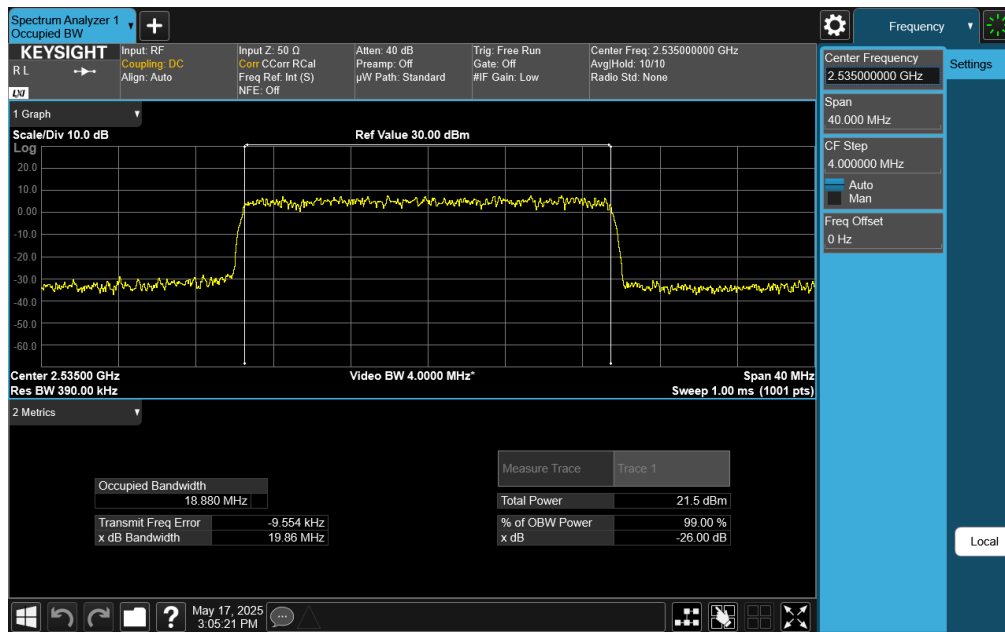 Spectrum Analyzer 1
Occupied BW
Frequency
KEYSIGHT
R L
LXI
Input: RF
Coupling: DC
Align: Auto
Input Z: 50 Ω
Corr CCorr RCal
Freq Ref: Int (S)
NFE: Off
Atten: 40 dB
Preamp: Off
µW Path: Standard
Trig: Free Run
Gate: Off
#IF Gain: Low
Center Freq: 2.535000000 GHz
Avg|Hold: 10/10
Radio Std: None
Center Frequency
2.535000000 GHz
Settings
Span
40.000 MHz
CF Step
4.000000 MHz
Auto
Man
Freq Offset
0 Hz
1 Graph
Scale/Div 10.0 dB
Ref Value 30.00 dBm
Log
20.0
10.0
0.00
-10.0
-20.0
-30.0
-40.0
-50.0
-60.0
Center 2.53500 GHz
Video BW 4.0000 MHz*
Span 40 MHz
Res BW 390.00 kHz
Sweep 1.00 ms (1001 pts)
2 Metrics
Measure Trace
Trace 1
Occupied Bandwidth
18.880 MHz
Total Power
21.5 dBm
Transmit Freq Error
-9.554 kHz
% of OBW Power
99.00 %
x dB Bandwidth
19.86 MHz
x dB
-26.00 dB
Local
?
May 17, 2025
3:05:21 PM